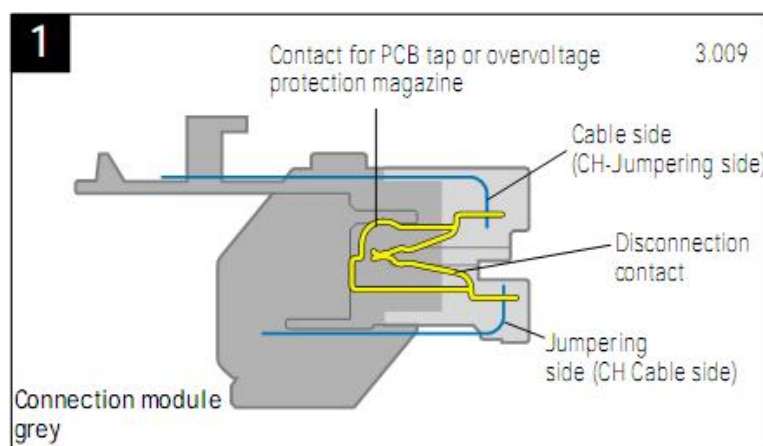 1
Contact for PCB tap or overvoltage
protection magazine
3.009
Cable side
(CH-Jumpering side)
Disconnection
contact
Jumpering
side (CH Cable side)
Connection module
grey